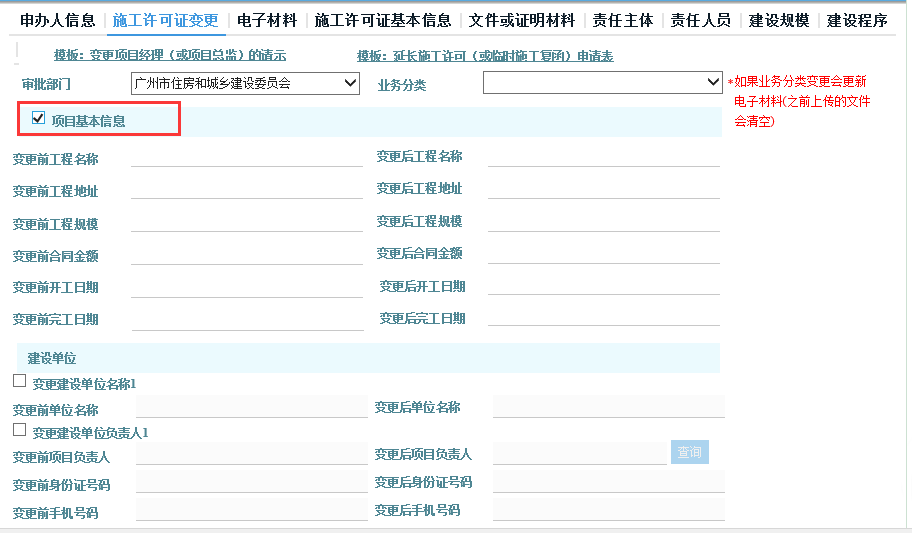 申办人信息 施工许可证变更 电子材料 施工许可证基本信息 文件或证明材料 责任主体 责任人员 建设规模 建设程序
模板：变更项目经理（或项目总监）的请示 模板：延长施工许可（或临时施工复函）申请表
审批部门 广州市住房和城乡建设委员会 业务分类 *如果业务分类变更会更新
电子材料(之前上传的文件
会清空)
项目基本信息
变更前工程名称 变更后工程名称
变更前工程地址 变更后工程地址
变更前工程规模 变更后工程规模
变更前合同金额 变更后合同金额
变更前开工日期 变更后开工日期
变更前完工日期 变更后完工日期
建设单位
变更建设单位名称1
变更前单位名称 变更后单位名称
变更建设单位负责人1
变更前项目负责人 变更后项目负责人 查询
变更前身份证号码 变更后身份证号码
变更前手机号码 变更后手机号码